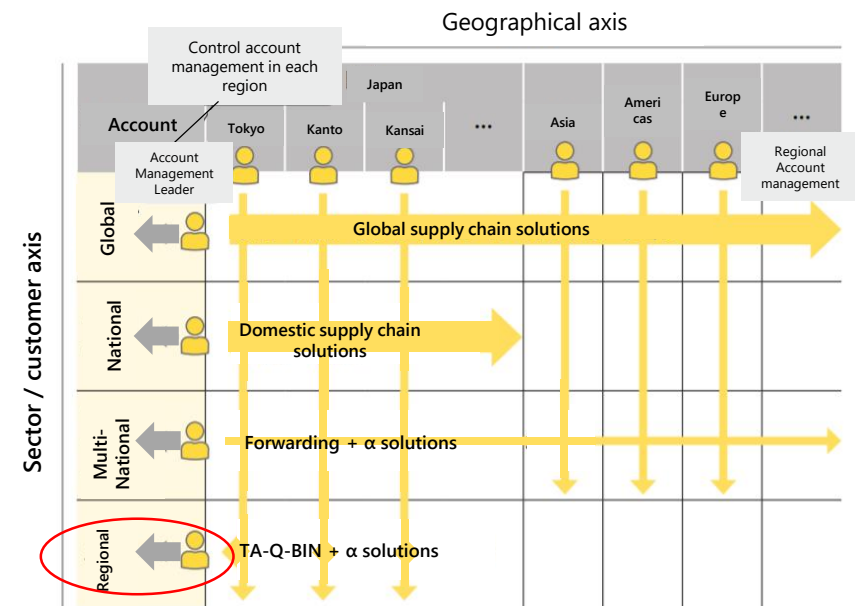 Geographical axis
Control account
management in each
region
Japan
Account
Tokyo
Kanto
Kansai
...
Asia
Ameri
cas
Europ
e
...
Account
Management
Leader
Regional
Account
management
Sector / customer axis
Global
Global supply chain solutions
National
Domestic supply chain
solutions
Multi-
National
Forwarding + α solutions
Regional
TA-Q-BIN + α solutions